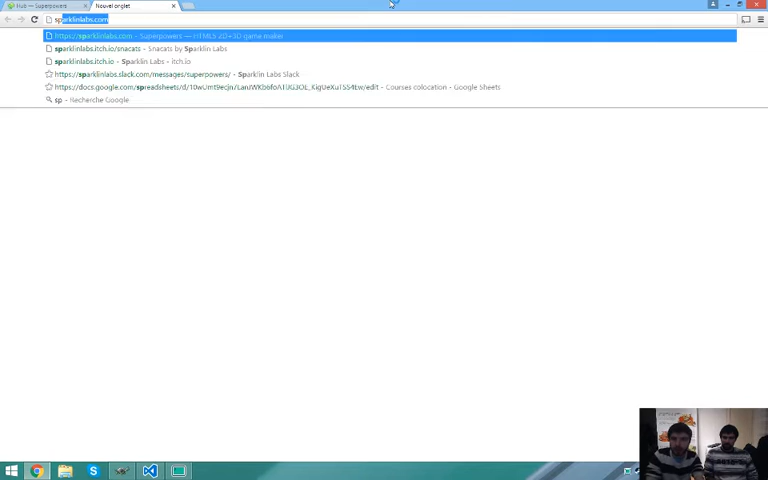 Hub — Superpowers
Nouvel onglet
sparklinlabs.com
https://sparklinlabs.com - Superpowers — HTML5 2D+3D game maker
sparklinlabs.itch.io/snacats - Snacats by Sparklin Labs
sparklinlabs.itch.io - Sparklin Labs - itch.io
https://sparklinlabs.slack.com/messages/superpowers/ - Sparklin Labs Slack
- Courses colocation - Google Sheets
sp - Recherche Google